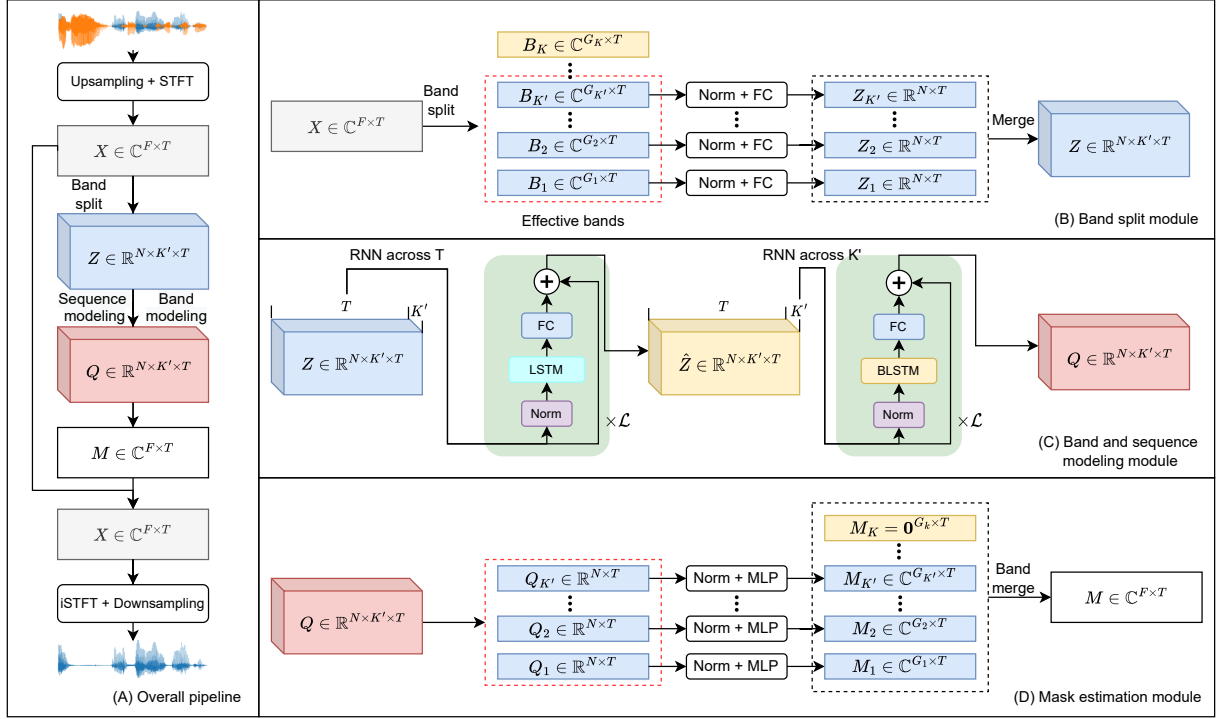 Upsampling + STFT
X ∈ ℂ^{F×T}
Band
split
Z ∈ ℝ^{N×K′×T}
Sequence
modeling
Band
modeling
Q ∈ ℝ^{N×K′×T}
M ∈ ℂ^{F×T}
X ∈ ℂ^{F×T}
iSTFT + Downsampling
(A) Overall pipeline
X ∈ ℂ^{F×T}
Band
split
B_K ∈ ℂ^{G_K×T}
B_{K′} ∈ ℂ^{G_{K′}×T}
Norm + FC
Z_{K′} ∈ ℝ^{N×T}
B_2 ∈ ℂ^{G_2×T}
Norm + FC
Z_2 ∈ ℝ^{N×T}
B_1 ∈ ℂ^{G_1×T}
Norm + FC
Z_1 ∈ ℝ^{N×T}
Effective bands
Merge
Z ∈ ℝ^{N×K′×T}
(B) Band split module
RNN across T
T
K′
Z ∈ ℝ^{N×K′×T}
+
FC
LSTM
Norm
×ℒ
RNN across K'
T
K′
Ẑ ∈ ℝ^{N×K′×T}
+
FC
BLSTM
Norm
×ℒ
Q ∈ ℝ^{N×K′×T}
(C) Band and sequence
modeling module
Q ∈ ℝ^{N×K′×T}
Q_{K′} ∈ ℝ^{N×T}
Norm + MLP
M_K = 𝟎^{G_k×T}
M_{K′} ∈ ℂ^{G_{K′}×T}
Q_2 ∈ ℝ^{N×T}
Norm + MLP
M_2 ∈ ℂ^{G_2×T}
Q_1 ∈ ℝ^{N×T}
Norm + MLP
M_1 ∈ ℂ^{G_1×T}
Band
merge
M ∈ ℂ^{F×T}
(D) Mask estimation module